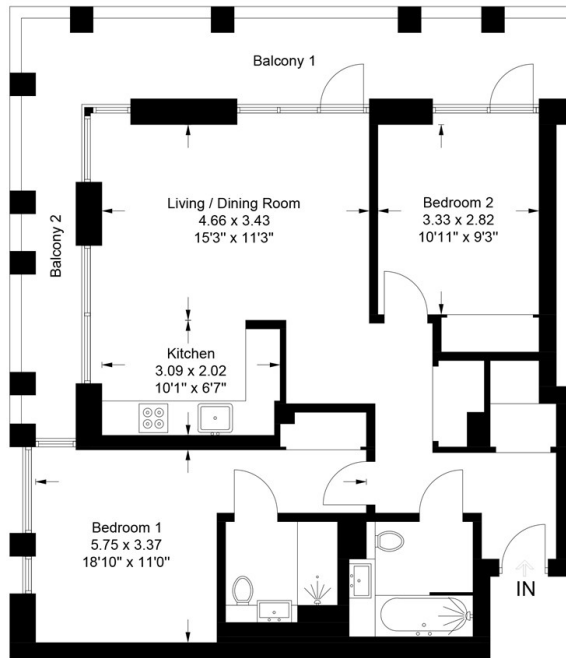 Balcony 1
Living / Dining Room
4.66 x 3.43
15'3" x 11'3"
Bedroom 2
3.33 x 2.82
10'11" x 9'3"
Balcony 2
Kitchen
3.09 x 2.02
10'1" x 6'7"
Bedroom 1
5.75 x 3.37
18'10" x 11'0"
IN